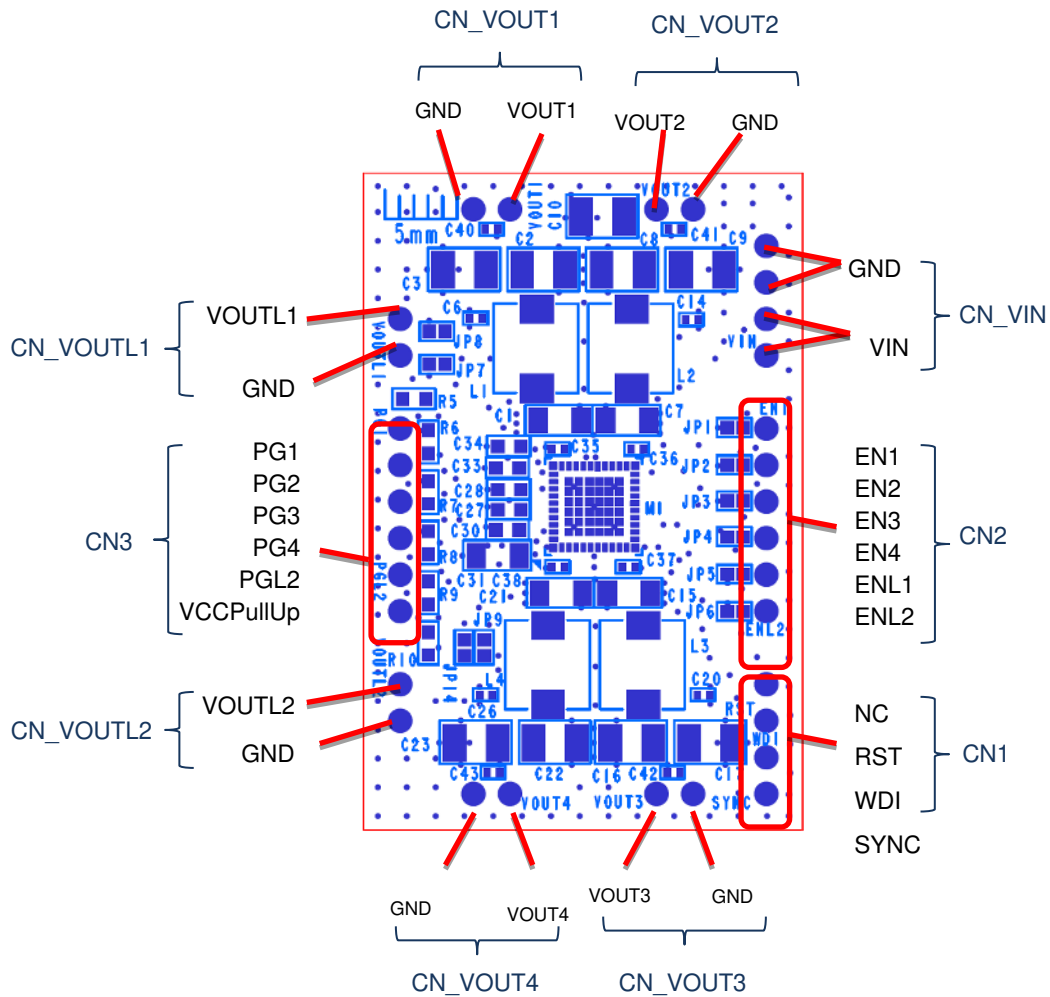 CN_VOUT1
CN_VOUT2
GND
VOUT1
VOUT2
GND
5mm
C40
VOUT1
C10
VOUT2
C41
C3
C2
C8
C9
GND
CN_VIN
VIN
VIN
CN_VOUTL1
VOUTL1
GND
VOUTL1
C6
JP8
JP7
L1
L2
C14
R5
C1
C7
CN3
PG1
PG2
PG3
PG4
PGL2
VCCPullUp
PG1
R6
R7
R8
R9
PGL2
C34
C33
C28
C27
C30
C31
C38
C35
C36
M1
C37
C21
C15
JP1
JP2
JP3
JP4
JP5
JP6
EN1
ENL2
EN1
EN2
EN3
EN4
ENL1
ENL2
CN2
CN_VOUTL2
VOUTL2
GND
VOUTL2
R10
JP9
JP14
L4
L3
C26
C20
C23
C22
C16
C17
C43
C42
RST
WDI
SYNC
VOUT4
VOUT3
NC
RST
WDI
SYNC
CN1
GND
VOUT4
VOUT3
GND
CN_VOUT4
CN_VOUT3